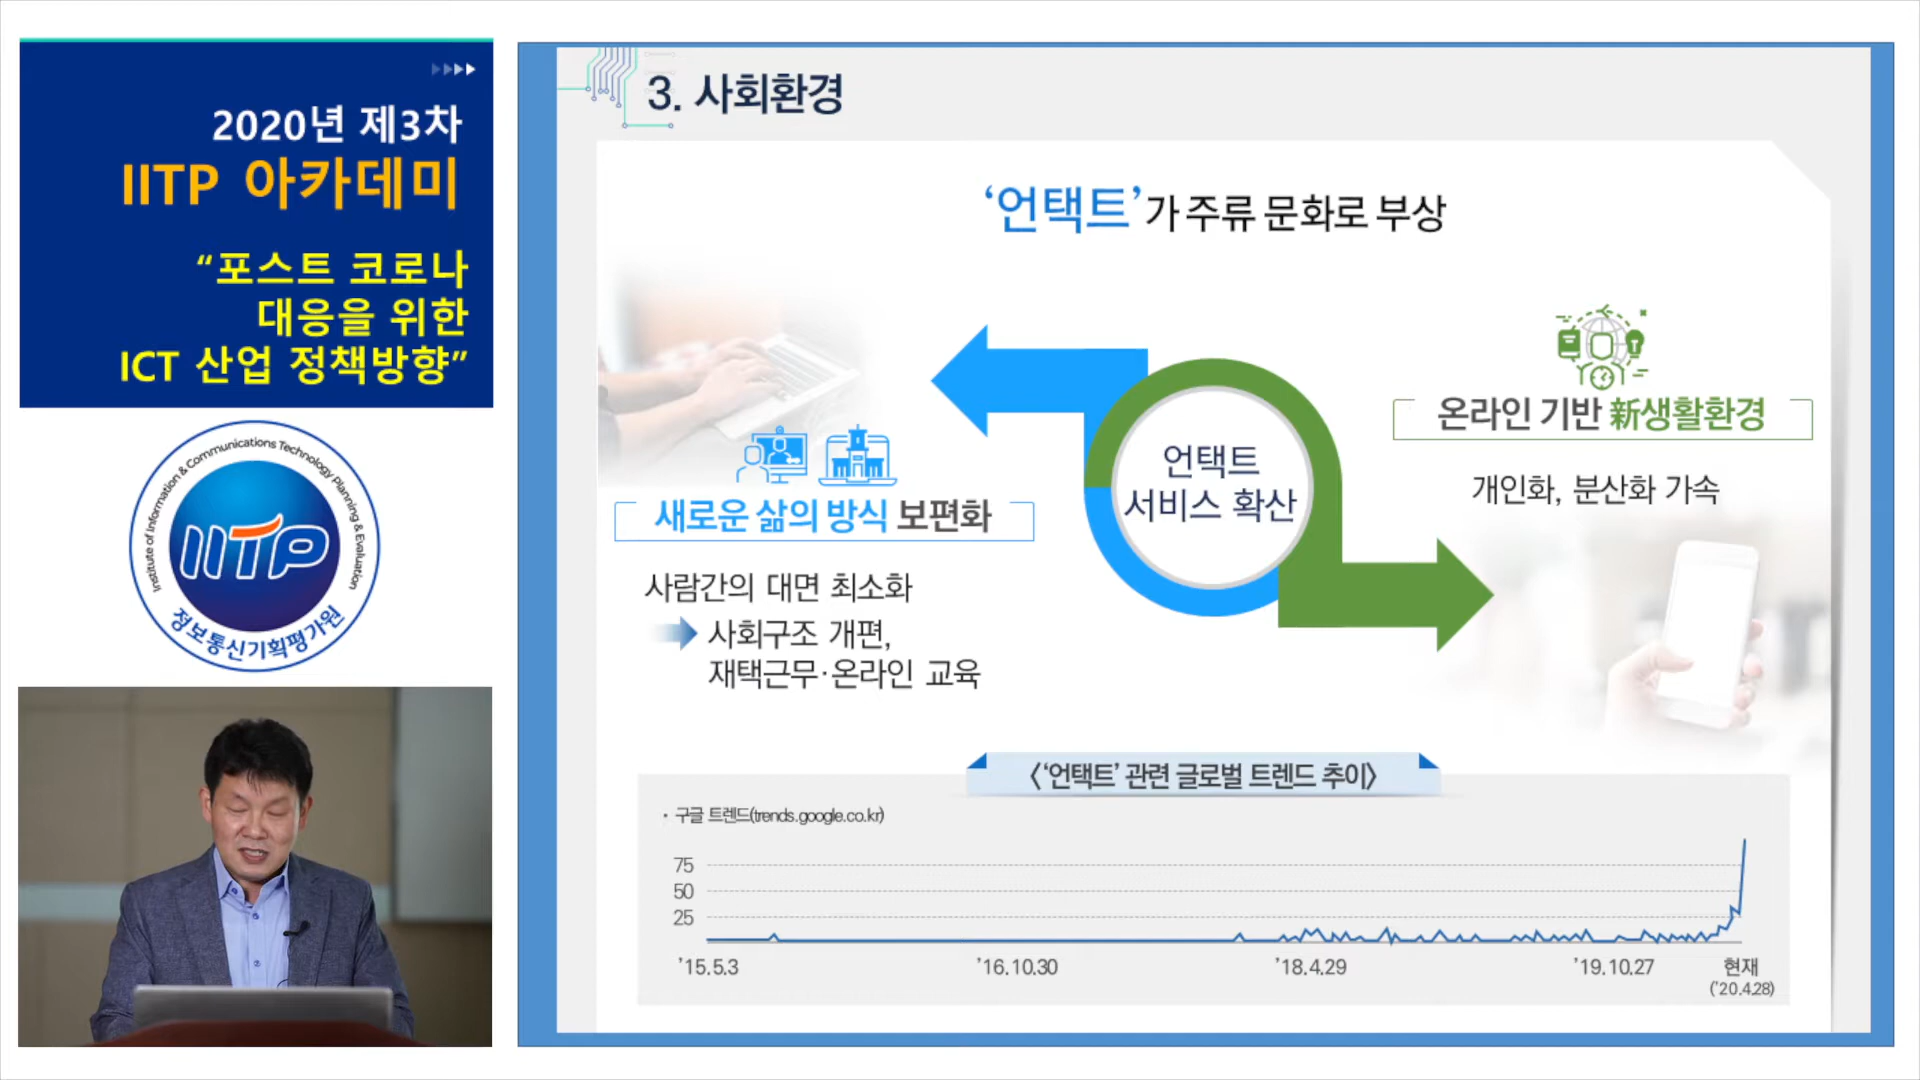 2020년 제3차
IITP 아카데미
“포스트 코로나
대응을 위한
ICT 산업 정책방향”
Institute of Information & Communications Technology Planning & Evaluation
IITP
정보통신기획평가원
3. 사회환경
‘언택트’가 주류 문화로 부상
언택트
서비스 확산
새로운 삶의 방식 보편화
사람간의 대면 최소화
사회구조 개편,
재택근무·온라인 교육
온라인 기반 新생활환경
개인화, 분산화 가속
<‘언택트’ 관련 글로벌 트렌드 추이>
• 구글 트렌드(trends.google.co.kr)
75
50
25
’15.5.3
’16.10.30
’18.4.29
’19.10.27
현재
(’20.4.28)